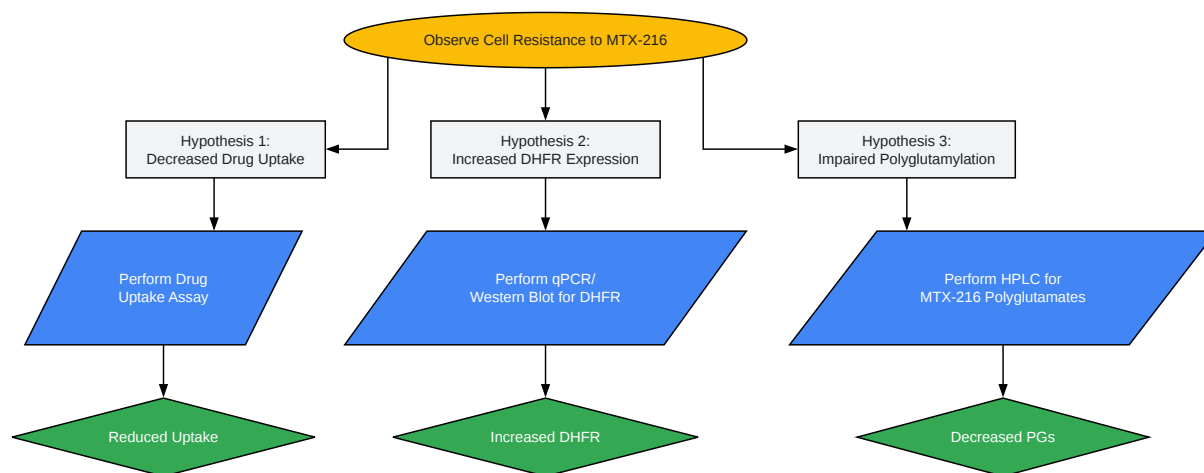 Observe Cell Resistance to MTX-216
Hypothesis 1:
Decreased Drug Uptake
Hypothesis 2:
Increased DHFR Expression
Hypothesis 3:
Impaired Polyglutamylation
Perform Drug
Uptake Assay
Perform qPCR/
Western Blot for DHFR
Perform HPLC for
MTX-216 Polyglutamates
Reduced Uptake
Increased DHFR
Decreased PGs